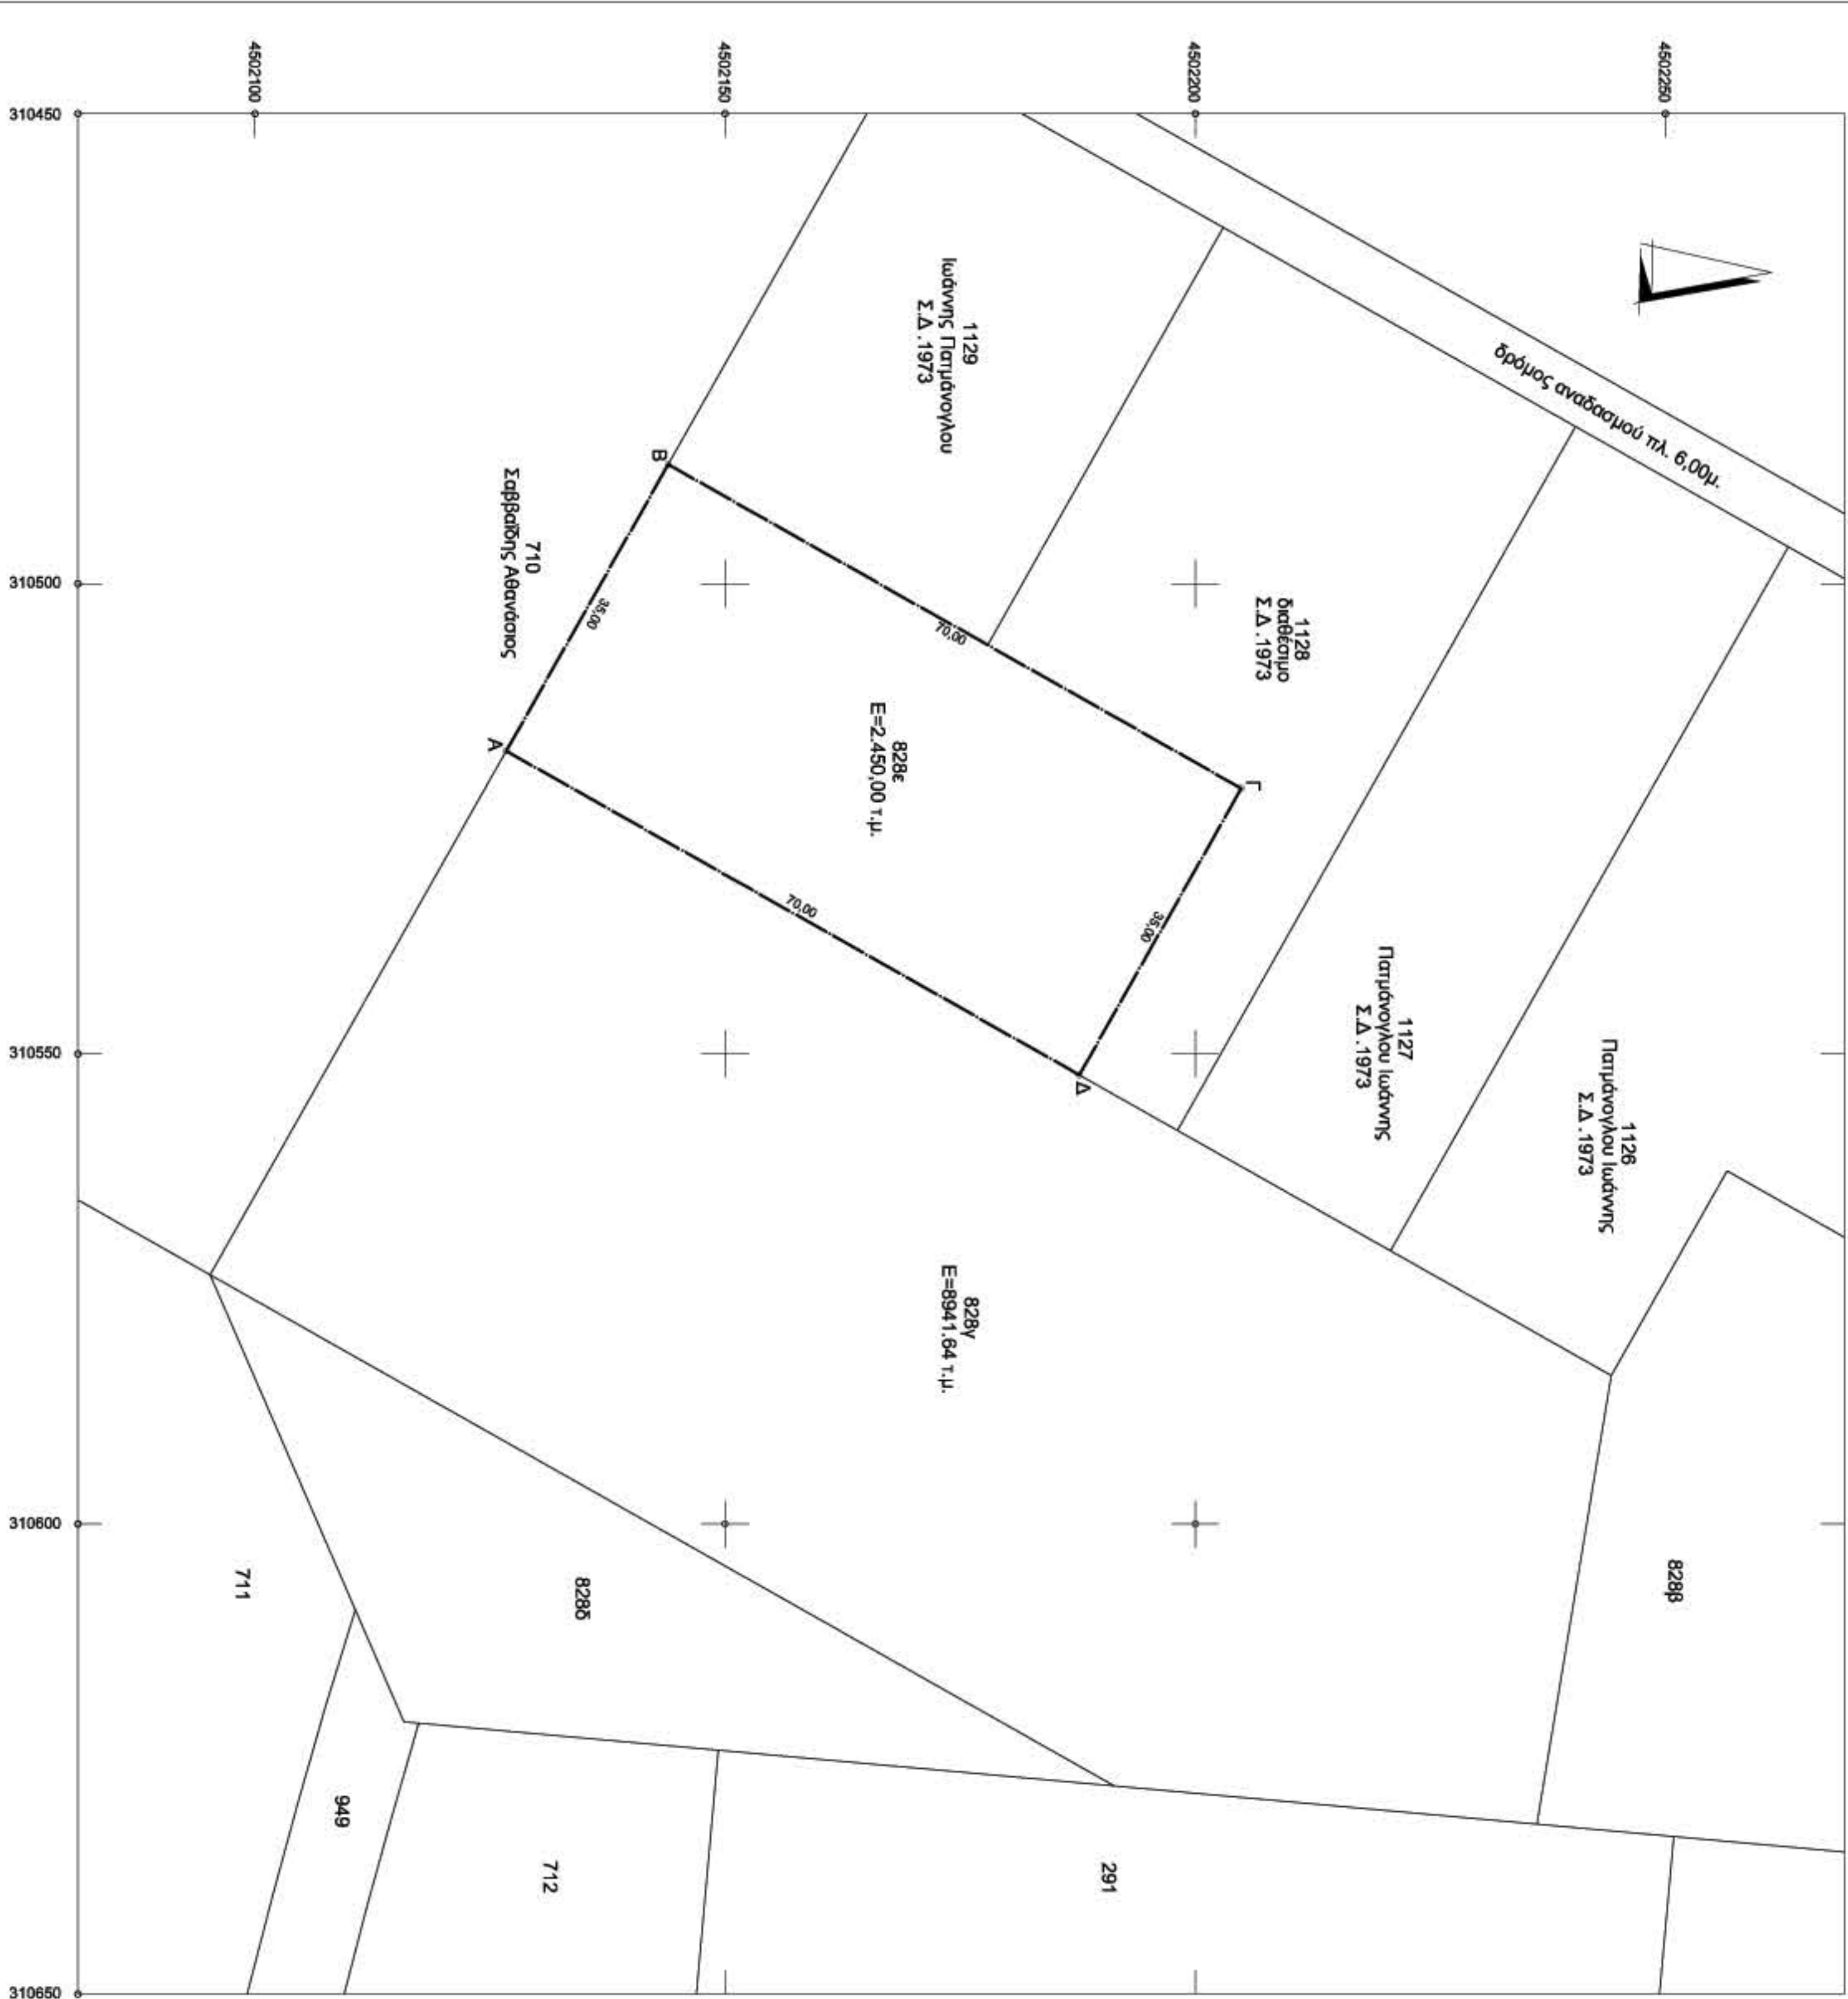 4502100
4502150
4502200
4502250
310450
310500
310550
310600
310650
δρόμος αναδασμού πλ. 6,00μ.
1129
Ιωάννης Πατμάνογλου
Σ.Δ .1973
1128
διαθέσιμο
Σ.Δ .1973
1127
Πατμάνογλου Ιωάννης
Σ.Δ .1973
1126
Πατμάνογλου Ιωάννης
Σ.Δ .1973
710
Σαββαΐδης Αθανάσιος
Β
35,00
Α
70,00
Γ
35,00
Δ
70,00
828ε
Ε=2.450,00 τ.μ.
828γ
Ε=8941.64 τ.μ.
828β
828δ
711
949
712
291